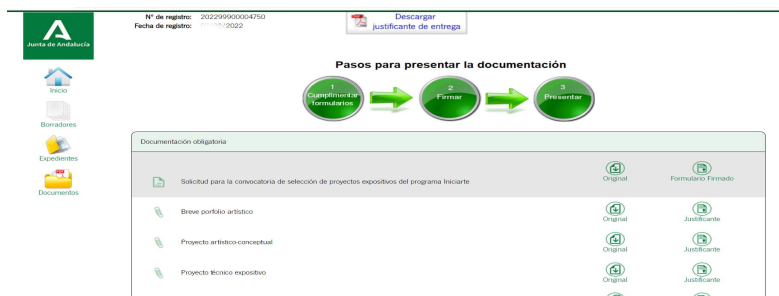 Junta de Andalucía
Inicio
Borradores
Expedientes
Documentos
Nº de registro: 202299900004750
Fecha de registro: /2022
Descargar
justificante de entrega
Pasos para presentar la documentación
1
Cumplimentar
formularios
2
Firmar
3
Presentar
Documentación obligatoria
Solicitud para la convocatoria de selección de proyectos expositivos del programa Iniciarte
Original
Formulario Firmado
Breve porfolio artístico
Original
Justificante
Proyecto artístico-conceptual
Original
Justificante
Proyecto técnico expositivo
Original
Justificante